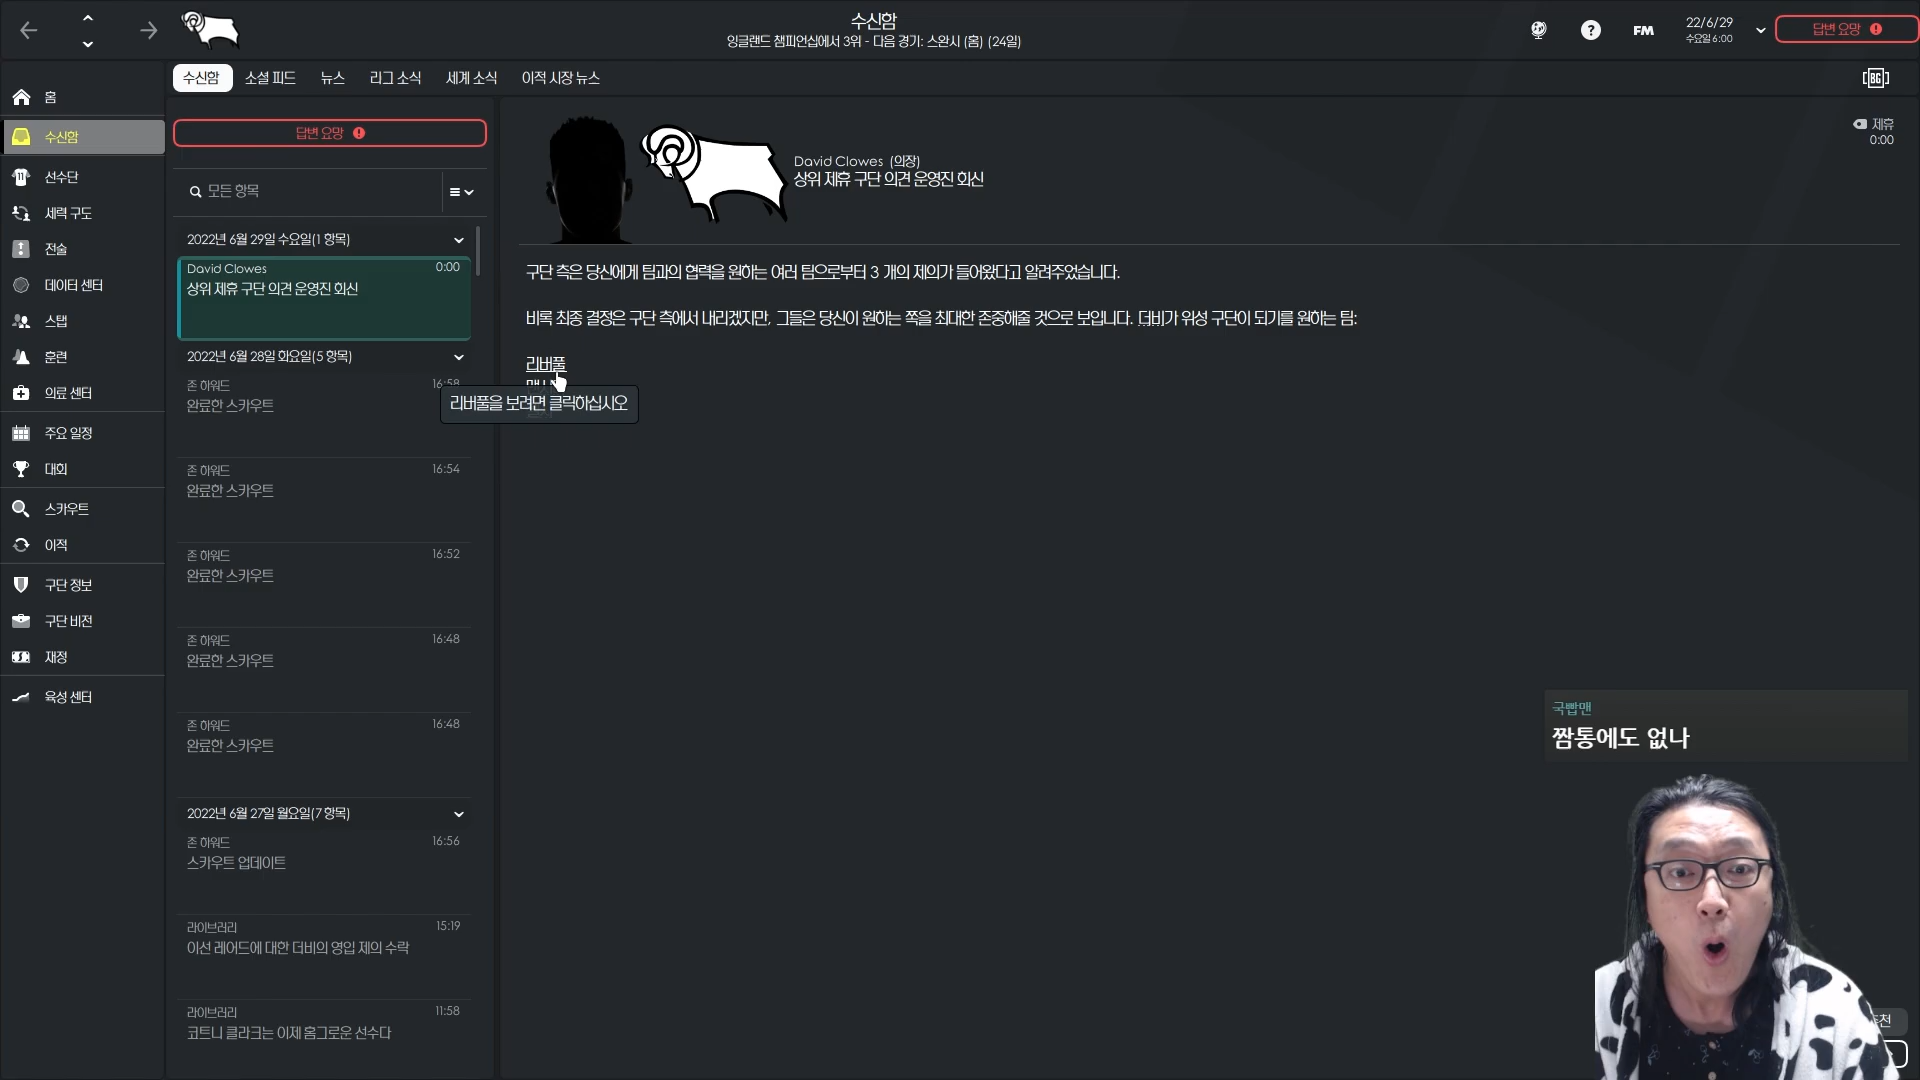 수신함
잉글랜드 챔피언십에서 3위 - 다음 경기: 스완시 (홈) (24일)
?
FM
22/6/29
수요일 6:00
답변 요망
수신함
소셜 피드
뉴스
리그 소식
세계 소식
이적 시장 뉴스
BG
홈
수신함
선수단
세력 구도
전술
데이터 센터
스탭
훈련
의료 센터
주요 일정
대회
스카우트
이적
구단 정보
구단 비전
재정
육성 센터
답변 요망
모든 항목
2022년 6월 29일 수요일(1 항목)
David Clowes
0:00
상위 제휴 구단 의견 운영진 회신
2022년 6월 28일 화요일(5 항목)
존 하워드
16:58
완료한 스카우트
존 하워드
16:54
완료한 스카우트
존 하워드
16:52
완료한 스카우트
존 하워드
16:48
완료한 스카우트
존 하워드
16:48
완료한 스카우트
2022년 6월 27일 월요일(7 항목)
존 하워드
16:56
스카우트 업데이트
라이브러리
15:19
이선 레어드에 대한 더비의 영입 제의 수락
라이브러리
11:58
코트니 클라크는 이제 홈그로운 선수다
David Clowes (의장)
상위 제휴 구단 의견 운영진 회신
제휴
0:00
구단 측은 당신에게 팀과의 협력을 원하는 여러 팀으로부터 3 개의 제의가 들어왔다고 알려주었습니다.
비록 최종 결정은 구단 측에서 내리겠지만, 그들은 당신이 원하는 쪽을 최대한 존중해줄 것으로 보입니다. 더비가 위성 구단이 되기를 원하는 팀:
리버풀
리버풀을 보려면 클릭하십시오
국빱맨
짬통에도 없나